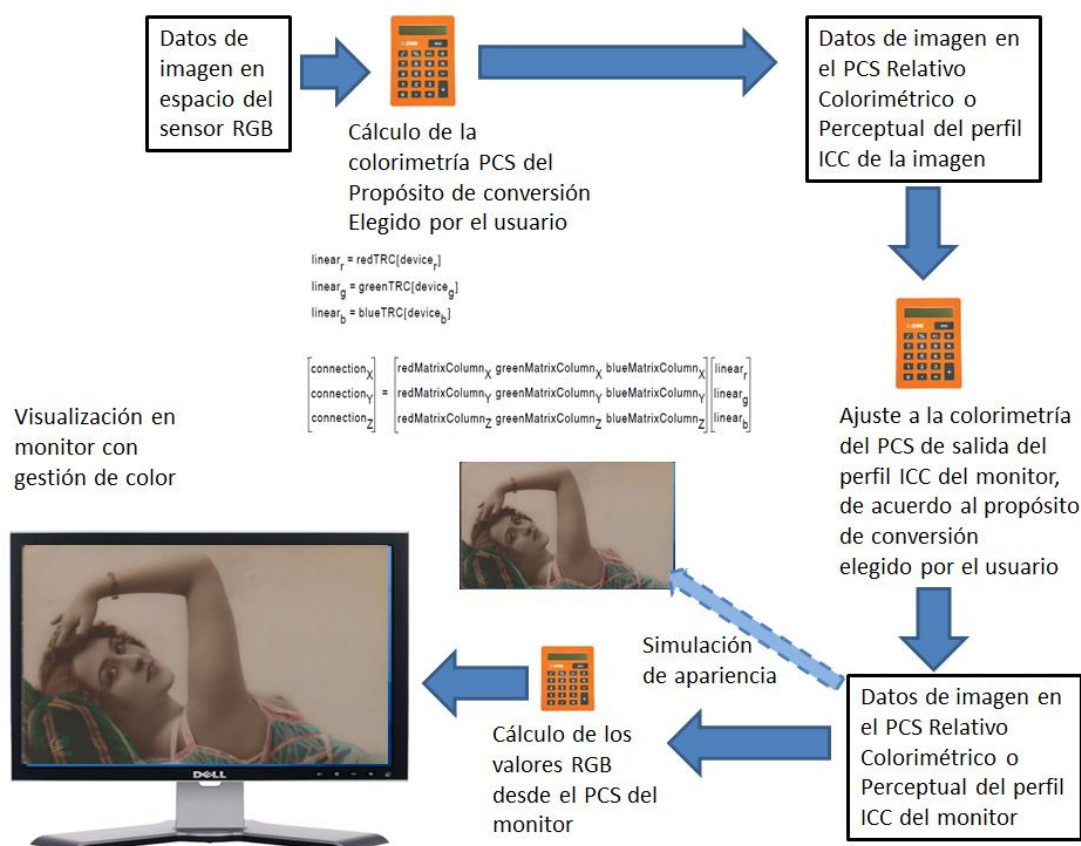 Datos de
imagen en
espacio del
sensor RGB
Cálculo de la
colorimetría PCS del
Propósito de conversión
Elegido por el usuario
Datos de imagen en
el PCS Relativo
Colorimétrico o
Perceptual del perfil
ICC de la imagen
linear_r = redTRC[device_r]
linear_g = greenTRC[device_g]
linear_b = blueTRC[device_b]
connection_X redMatrixColumn_X greenMatrixColumn_X blueMatrixColumn_X linear_r
connection_Y = redMatrixColumn_Y greenMatrixColumn_Y blueMatrixColumn_Y linear_g
connection_Z redMatrixColumn_Z greenMatrixColumn_Z blueMatrixColumn_Z linear_b
Ajuste a la colorimetría
del PCS de salida del
perfil ICC del monitor,
de acuerdo al propósito
de conversión
elegido por el usuario
Visualización en
monitor con
gestión de color
Simulación
de apariencia
Datos de imagen en
el PCS Relativo
Colorimétrico o
Perceptual del perfil
ICC del monitor
Cálculo de los
valores RGB
desde el PCS del
monitor
DELL